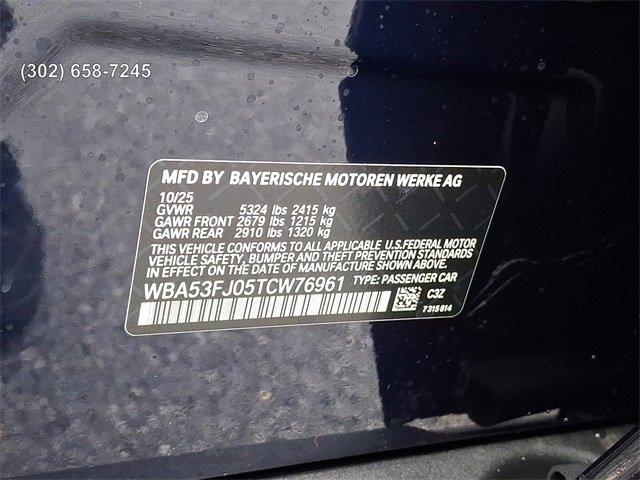 (302) 658-7245
MFD BY BAYERISCHE MOTOREN WERKE AG
10/25
GVWR 5324 lbs 2415 kg
GAWR FRONT 2679 lbs 1215 kg
GAWR REAR 2910 lbs 1320 kg
THIS VEHICLE CONFORMS TO ALL APPLICABLE U.S.FEDERAL MOTOR
VEHICLE SAFETY, BUMPER AND THEFT PREVENTION STANDARDS
IN EFFECT ON THE DATE OF MANUFACTURE SHOWN ABOVE.
WBA53FJ05TCW76961 TYPE: PASSENGER CAR
C3Z
7315814